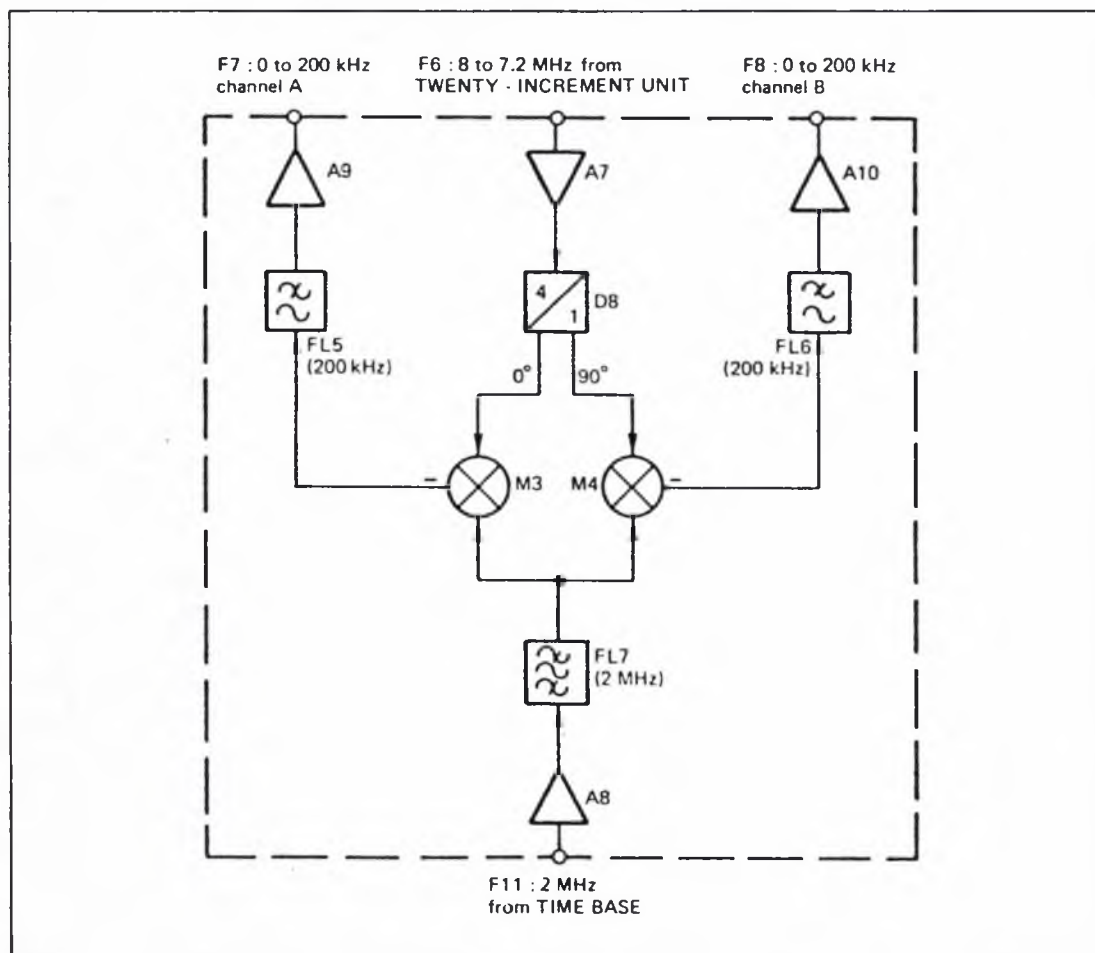 F7 : 0 to 200 kHz
channel A
F6 : 8 to 7.2 MHz from
TWENTY - INCREMENT UNIT
F8 : 0 to 200 kHz
channel B
A9
A7
A10
4
1
D8
FL5
(200 kHz)
FL6
(200 kHz)
0°
90°
–
M3
M4
–
FL7
(2 MHz)
A8
F11 : 2 MHz
from TIME BASE